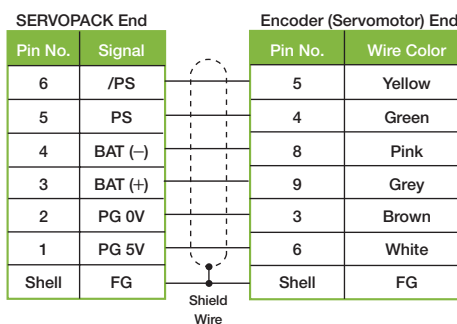 SERVOPACK End Encoder (Servomotor) End
Pin No. Signal Pin No. Wire Color
6 /PS 5 Yellow
5 PS 4 Green
4 BAT (−) 8 Pink
3 BAT (+) 9 Grey
2 PG 0V 3 Brown
1 PG 5V 6 White
Shell FG Shell FG
Shield
Wire